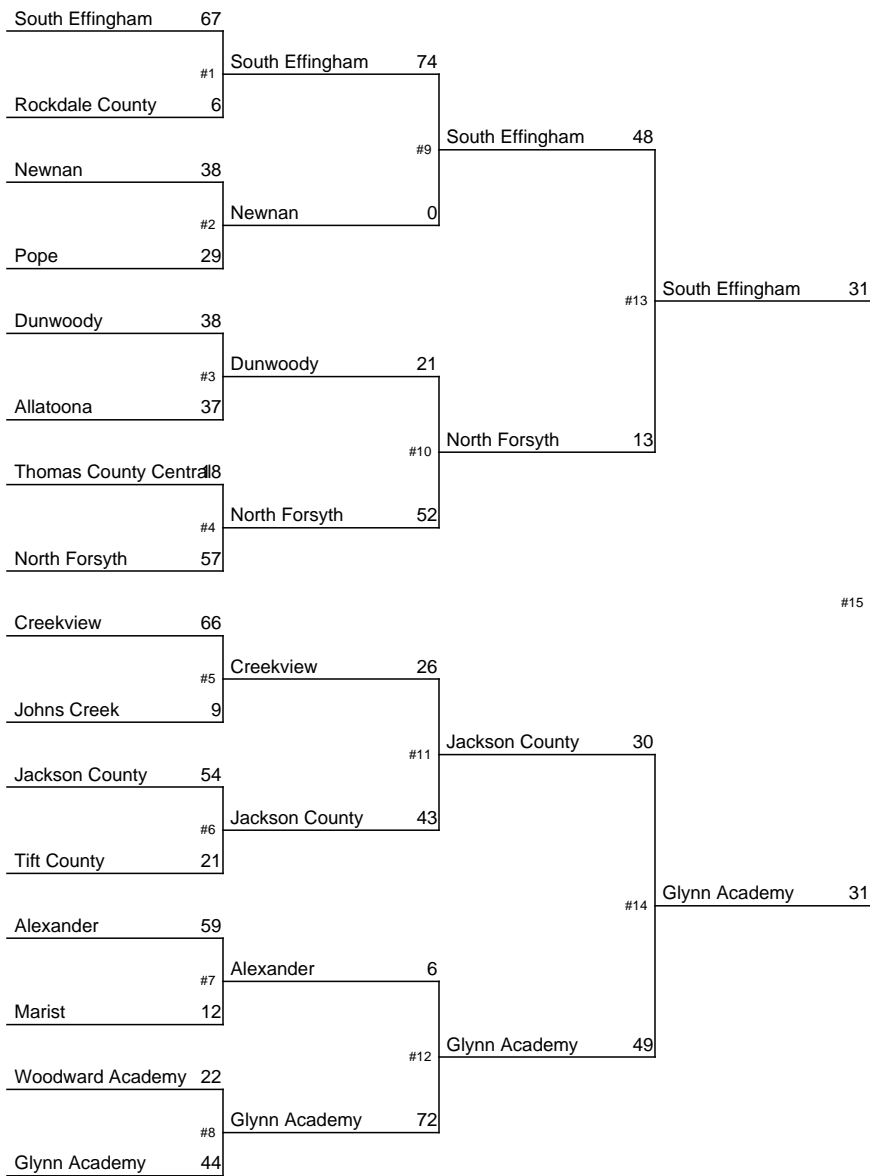 South Effingham 67
#1 South Effingham 74
Rockdale County 6
#9 South Effingham 48
Newnan 38
#2 Newnan 0
Pope 29
#13 South Effingham 31
Dunwoody 38
#3 Dunwoody 21
Allatoona 37
#10 North Forsyth 13
Thomas County Central 18
#4 North Forsyth 52
North Forsyth 57
#15
Creekview 66
#5 Creekview 26
Johns Creek 9
#11 Jackson County 30
Jackson County 54
#6 Jackson County 43
Tift County 21
#14 Glynn Academy 31
Alexander 59
#7 Alexander 6
Marist 12
#12 Glynn Academy 49
Woodward Academy 22
#8 Glynn Academy 72
Glynn Academy 44